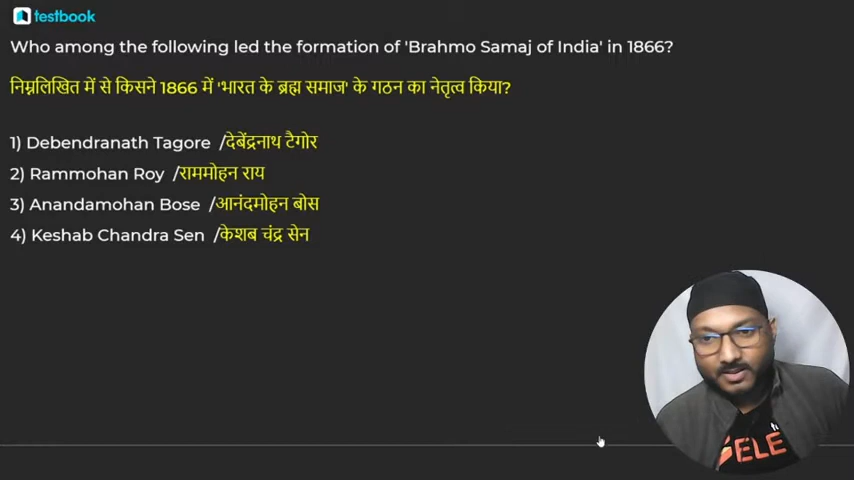 testbook
Who among the following led the formation of 'Brahmo Samaj of India' in 1866?
निम्नलिखित में से किसने 1866 में 'भारत के ब्रह्म समाज' के गठन का नेतृत्व किया?
1) Debendranath Tagore /देबेंद्रनाथ टैगोर
2) Rammohan Roy /राममोहन राय
3) Anandamohan Bose /आनंदमोहन बोस
4) Keshab Chandra Sen /केशब चंद्र सेन